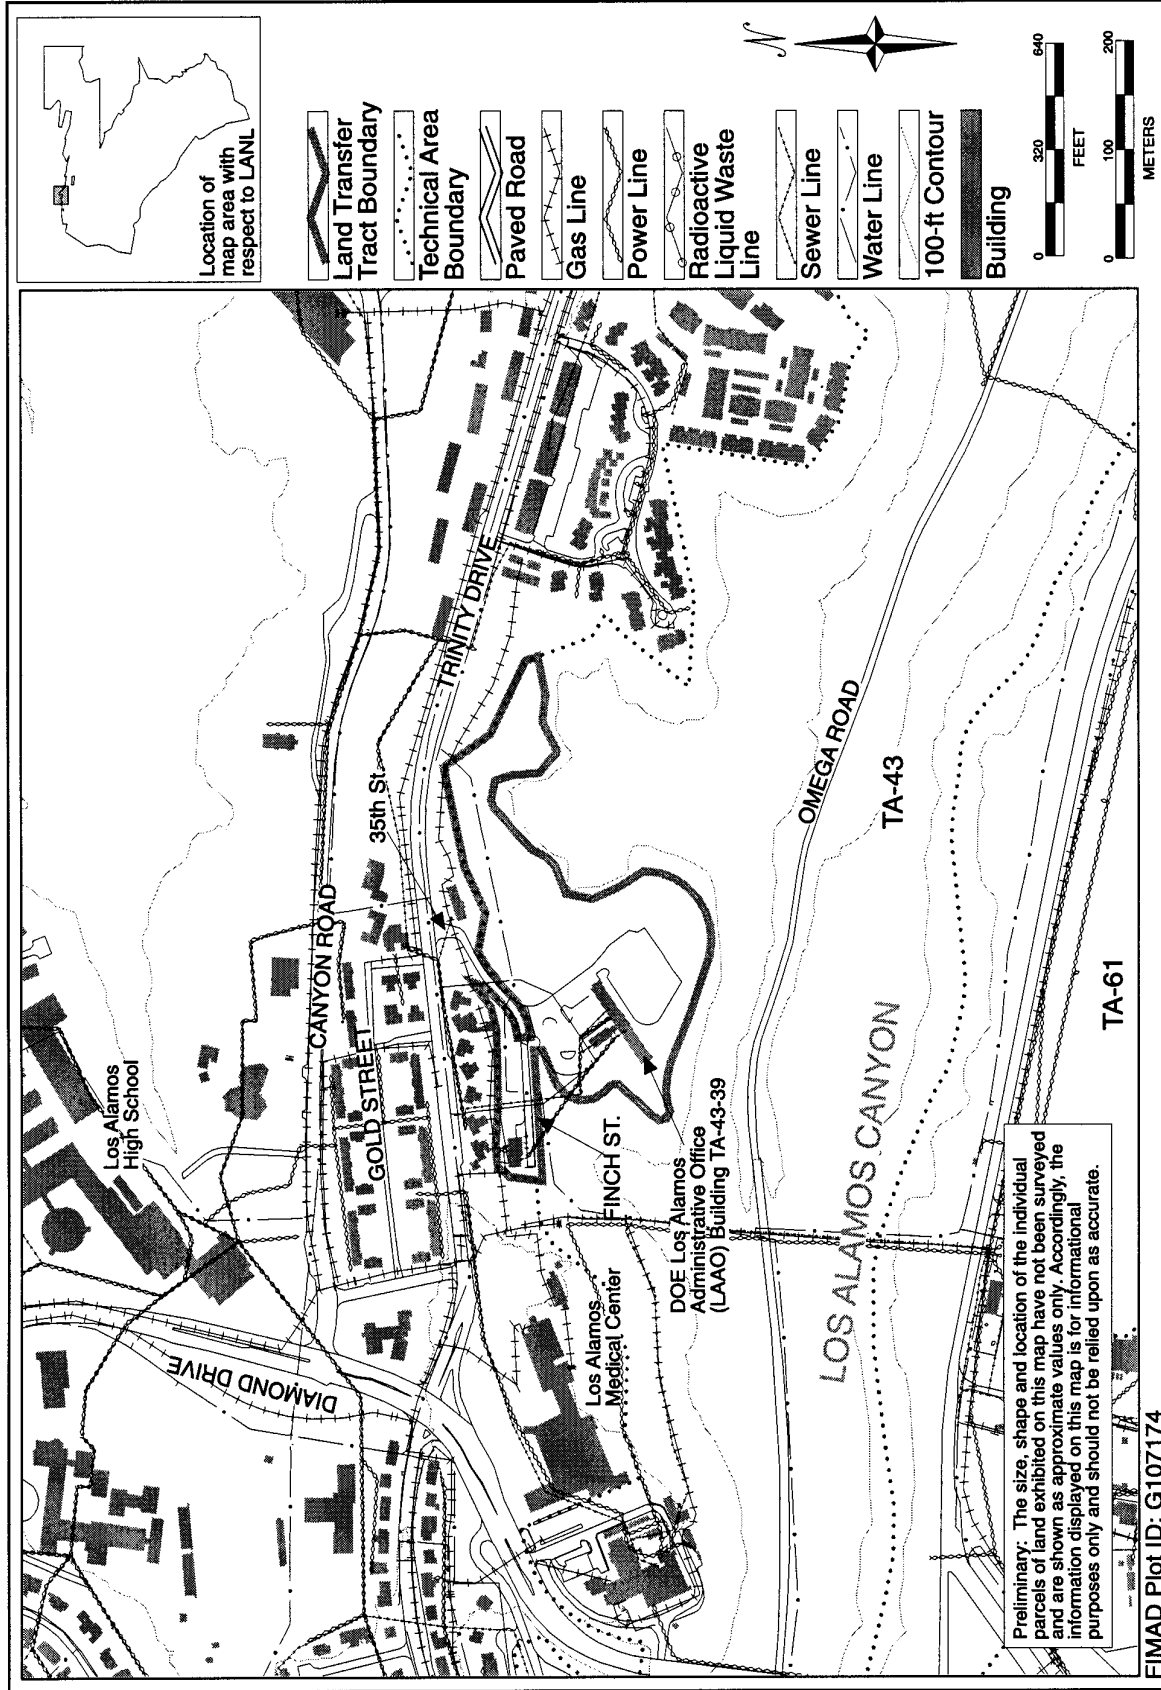 Location of
map area with
respect to LANL
Land Transfer
Tract Boundary
Technical Area
Boundary
Paved Road
Gas Line
Power Line
Radioactive
Liquid Waste
Line
Sewer Line
Water Line
100-ft Contour
Building
N
0 320 640
FEET
0 100 200
METERS
Los Alamos
High School
CANYON ROAD
GOLD STREET
35th St.
TRINITY DRIVE
DIAMOND DRIVE
FINCH ST.
Los Alamos
Medical Center
DOE Los Alamos
Administrative Office
(LAAO) Building TA-43-39
OMEGA ROAD
TA-43
LOS ALAMOS CANYON
TA-61
Preliminary: The size, shape and location of the individual
parcels of land exhibited on this map have not been surveyed
and are shown as approximate values only. Accordingly, the
information displayed on this map is for informational
purposes only and should not be relied upon as accurate.
FIMAD Plot ID: G107174